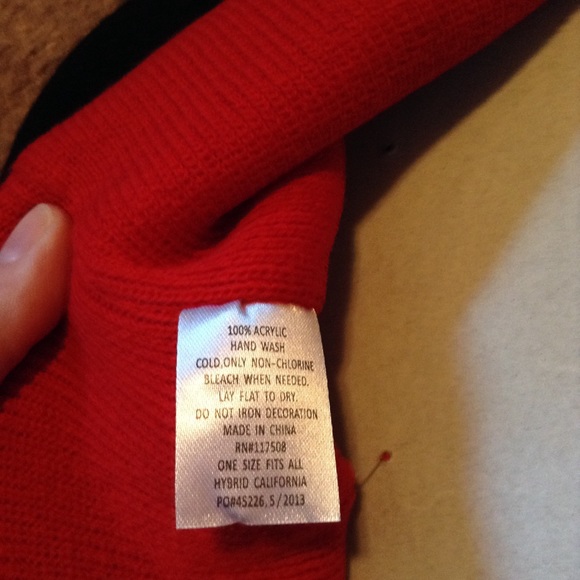 100% ACRYLIC
HAND WASH
COLD,ONLY NON-CHLORINE
BLEACH WHEN NEEDED.
LAY FLAT TO DRY.
DO NOT IRON DECORATION
MADE IN CHINA
RN#117508
ONE SIZE FITS ALL
HYBRID CALIFORNIA
PO#45226, 5/2013